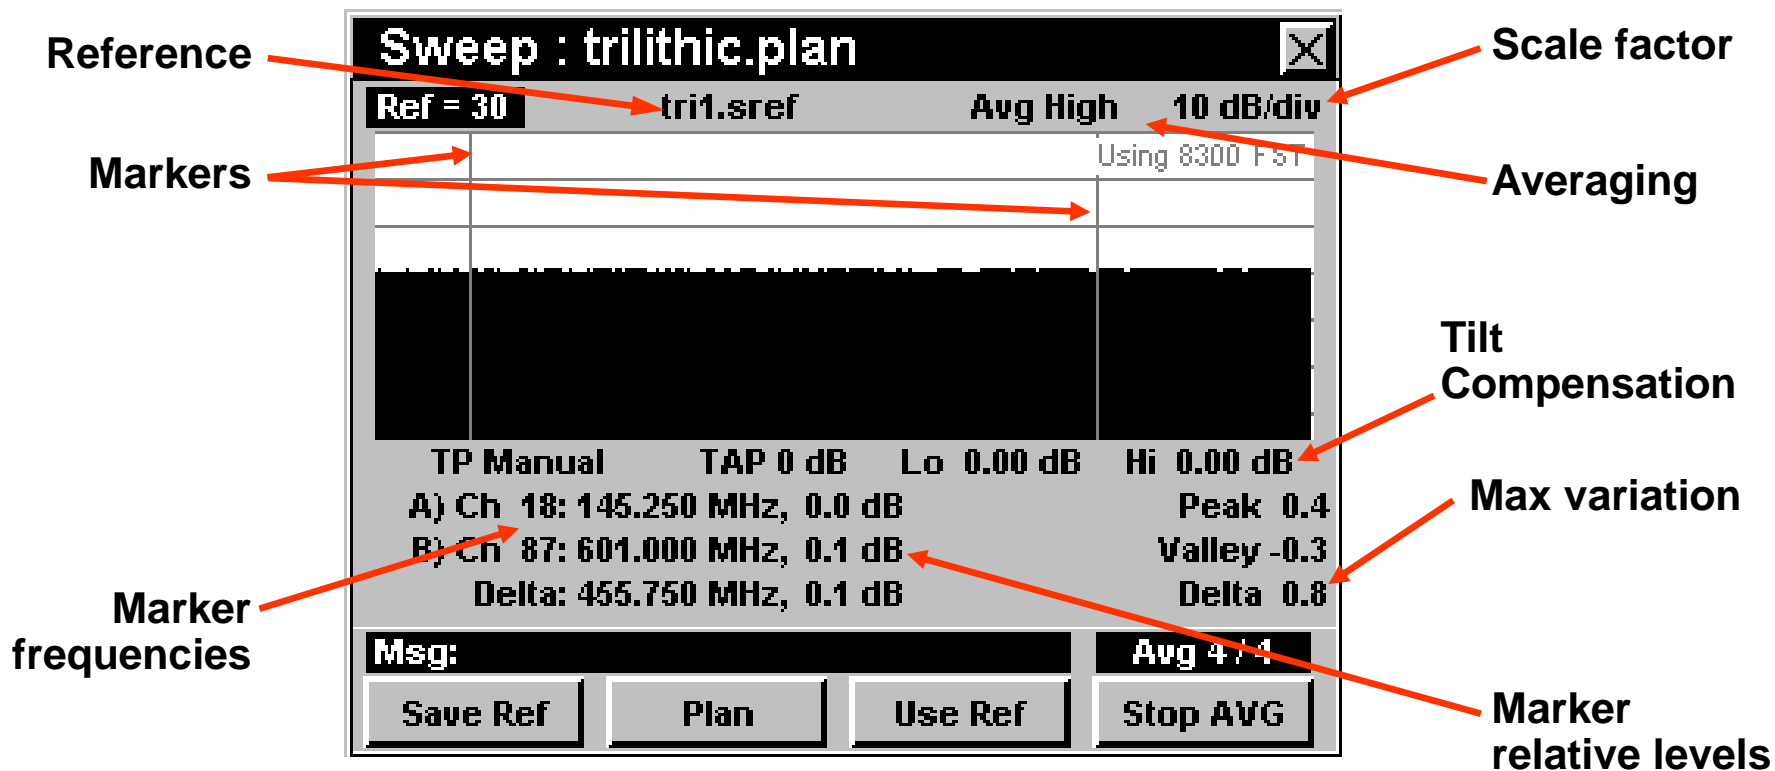 Sweep : trilithic.plan
Ref = 30 tri1.sref Avg High 10 dB/div
Using 8300 FST
TP Manual TAP 0 dB Lo 0.00 dB Hi 0.00 dB
A) Ch 18: 145.250 MHz, 0.0 dB Peak 0.4
B) Ch 87: 601.000 MHz, 0.1 dB Valley -0.3
Delta: 455.750 MHz, 0.1 dB Delta 0.8
Msg: Avg 4 / 4
Save Ref Plan Use Ref Stop AVG
Reference
Markers
Marker
frequencies
Scale factor
Averaging
Tilt
Compensation
Max variation
Marker
relative levels